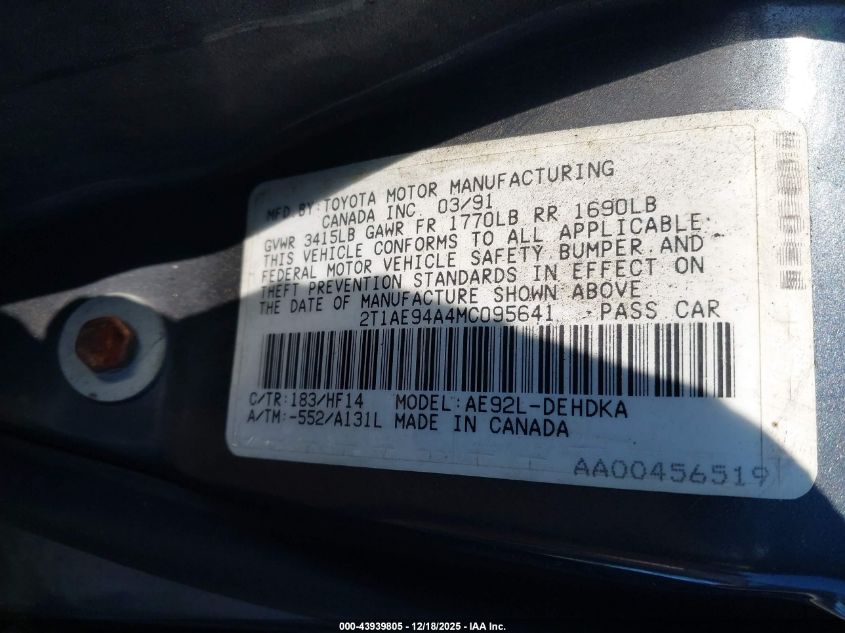 MFD.BY:TOYOTA MOTOR MANUFACTURING
CANADA INC. 03/91
GVWR 3415LB GAWR FR 1770LB RR 1690LB
THIS VEHICLE CONFORMS TO ALL APPLICABLE
FEDERAL MOTOR VEHICLE SAFETY BUMPER,AND
THEFT PREVENTION STANDARDS IN EFFECT ON
THE DATE OF MANUFACTURE SHOWN ABOVE.
2T1AE94A4MC095641 PASS CAR
C/TR:183/HF14 MODEL:AE92L-DEHDKA
A/TM:-552/A131L MADE IN CANADA
AA00456519
000-43939805 - 12/18/2025 - IAA Inc.